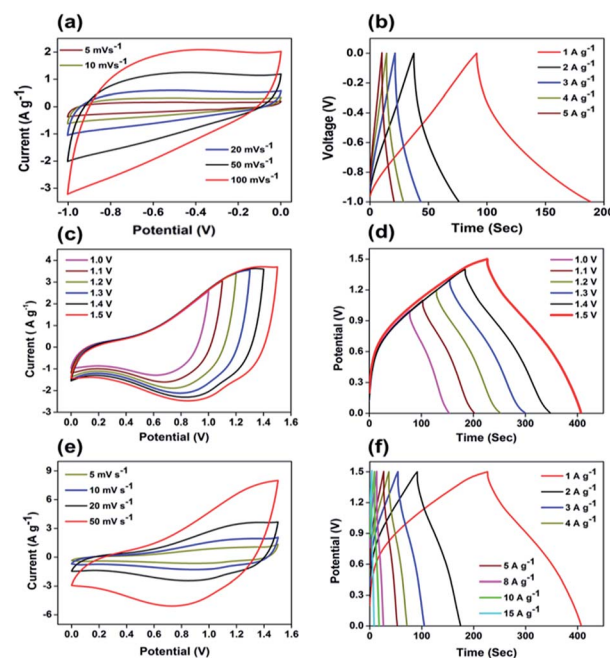 (a)
5 mVs-1
10 mVs-1
20 mVs-1
50 mVs-1
100 mVs-1
Current (A g-1)
2
1
0
-1
-2
-3
-1.0 -0.8 -0.6 -0.4 -0.2 0.0
Potential (V)
(b)
1 A g-1
2 A g-1
3 A g-1
4 A g-1
5 A g-1
Voltage (V)
0.0
-0.2
-0.4
-0.6
-0.8
-1.0
0 50 100 150 200
Time (Sec)
(c)
1.0 V
1.1 V
1.2 V
1.3 V
1.4 V
1.5 V
Current ( A g-1)
4
3
2
1
0
-1
-2
-3
0.0 0.2 0.4 0.6 0.8 1.0 1.2 1.4 1.6
Potential (V)
(d)
1.0 V
1.1 V
1.2 V
1.3 V
1.4 V
1.5 V
Potential (V)
1.5
1.2
0.9
0.6
0.3
0.0
0 100 200 300 400
Time (Sec)
(e)
5 mV s-1
10 mV s-1
20 mV s-1
50 mV s-1
Current (A g-1)
9
6
3
0
-3
-6
-9
0.0 0.2 0.4 0.6 0.8 1.0 1.2 1.4 1.6
Potential (V)
(f)
1 A g-1
2 A g-1
3 A g-1
4 A g-1
5 A g-1
8 A g-1
10 A g-1
15 A g-1
Potential (V)
1.5
1.2
0.9
0.6
0.3
0.0
0 100 200 300 400
Time (Sec)